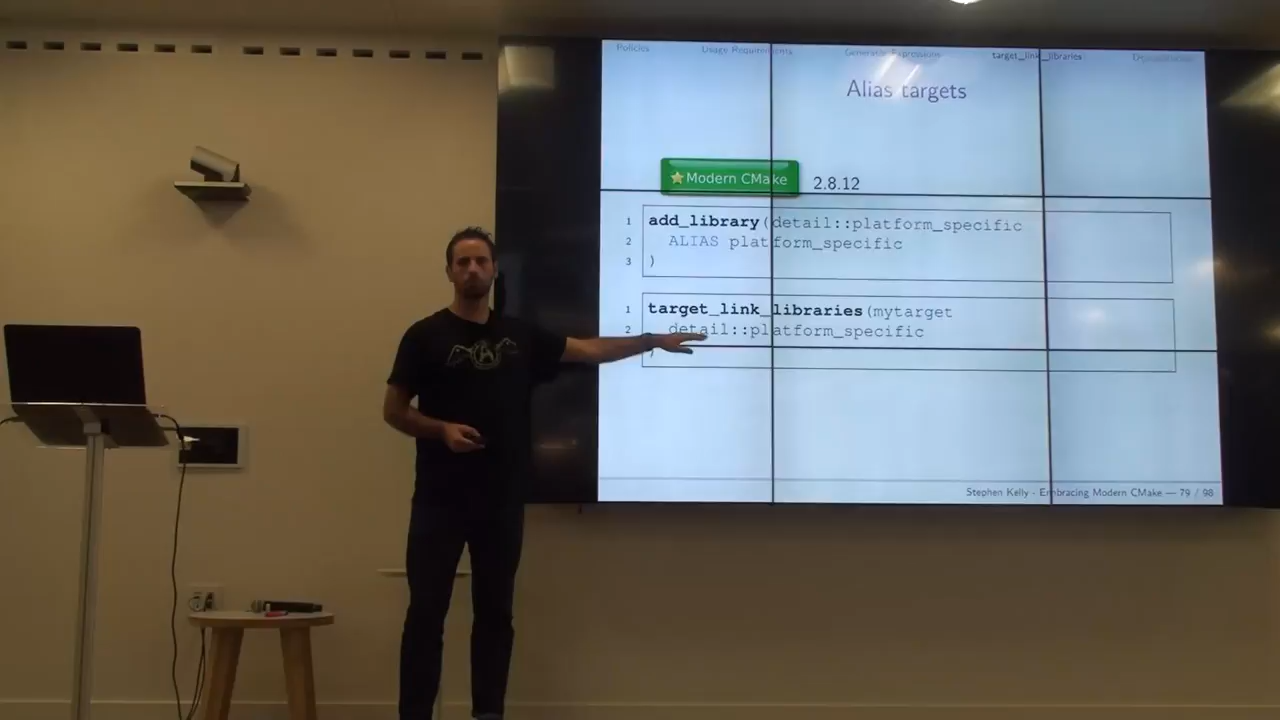 Policies Usage Requirements Generator Expressions target_link_libraries
Alias targets
Modern CMake 2.8.12
1 add_library(detail::platform_specific
2 ALIAS platform_specific
3 )
1 target_link_libraries(mytarget
2 detail::platform_specific
)
Stephen Kelly - Embracing Modern CMake — 79 / 98